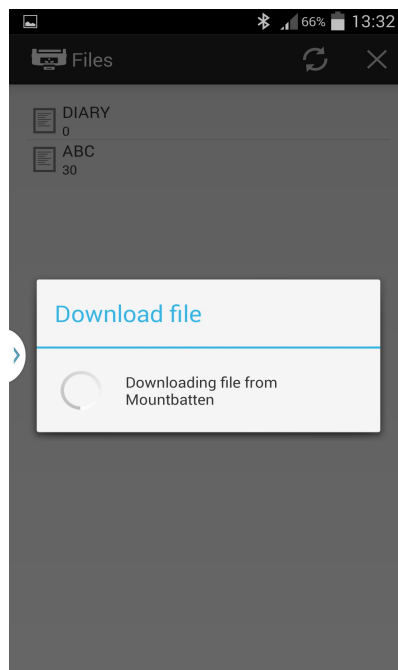 66% 13:32
Files
DIARY
0
ABC
30
Download file
Downloading file from
Mountbatten